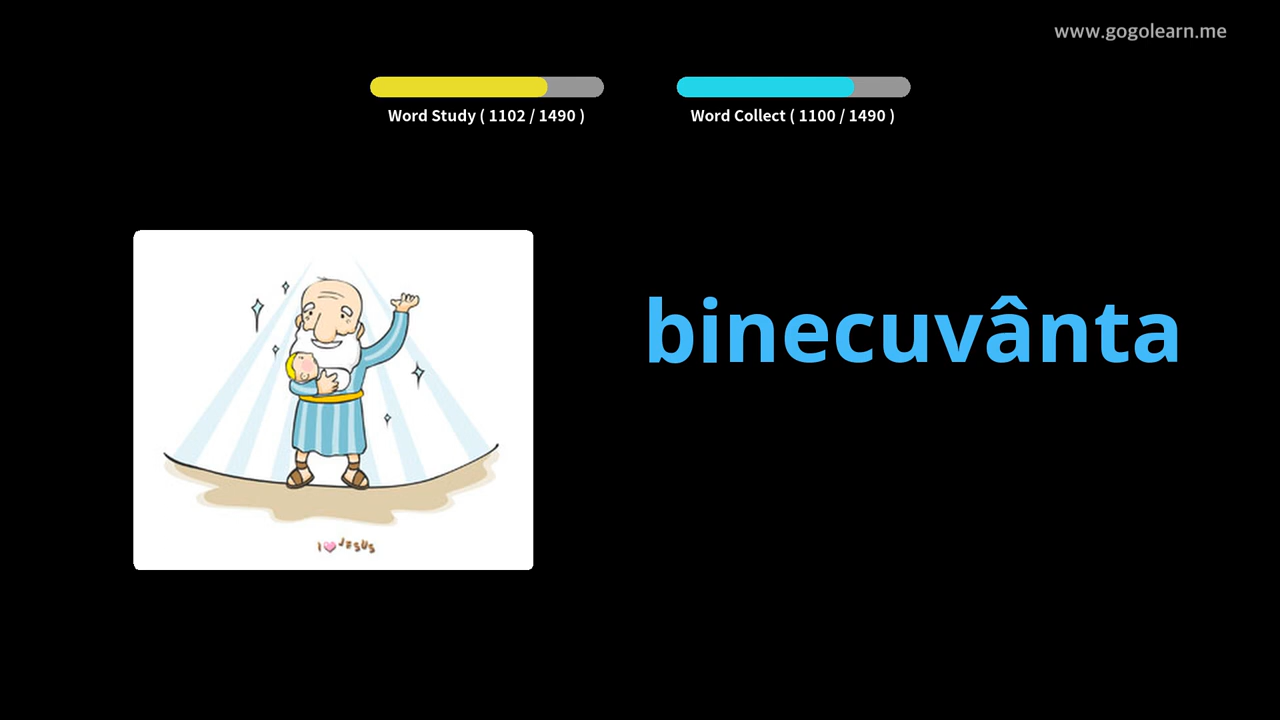 www.gogolearn.me
Word Study ( 1102 / 1490 )
Word Collect ( 1100 / 1490 )
binecuvânta
I ♥ JESUS